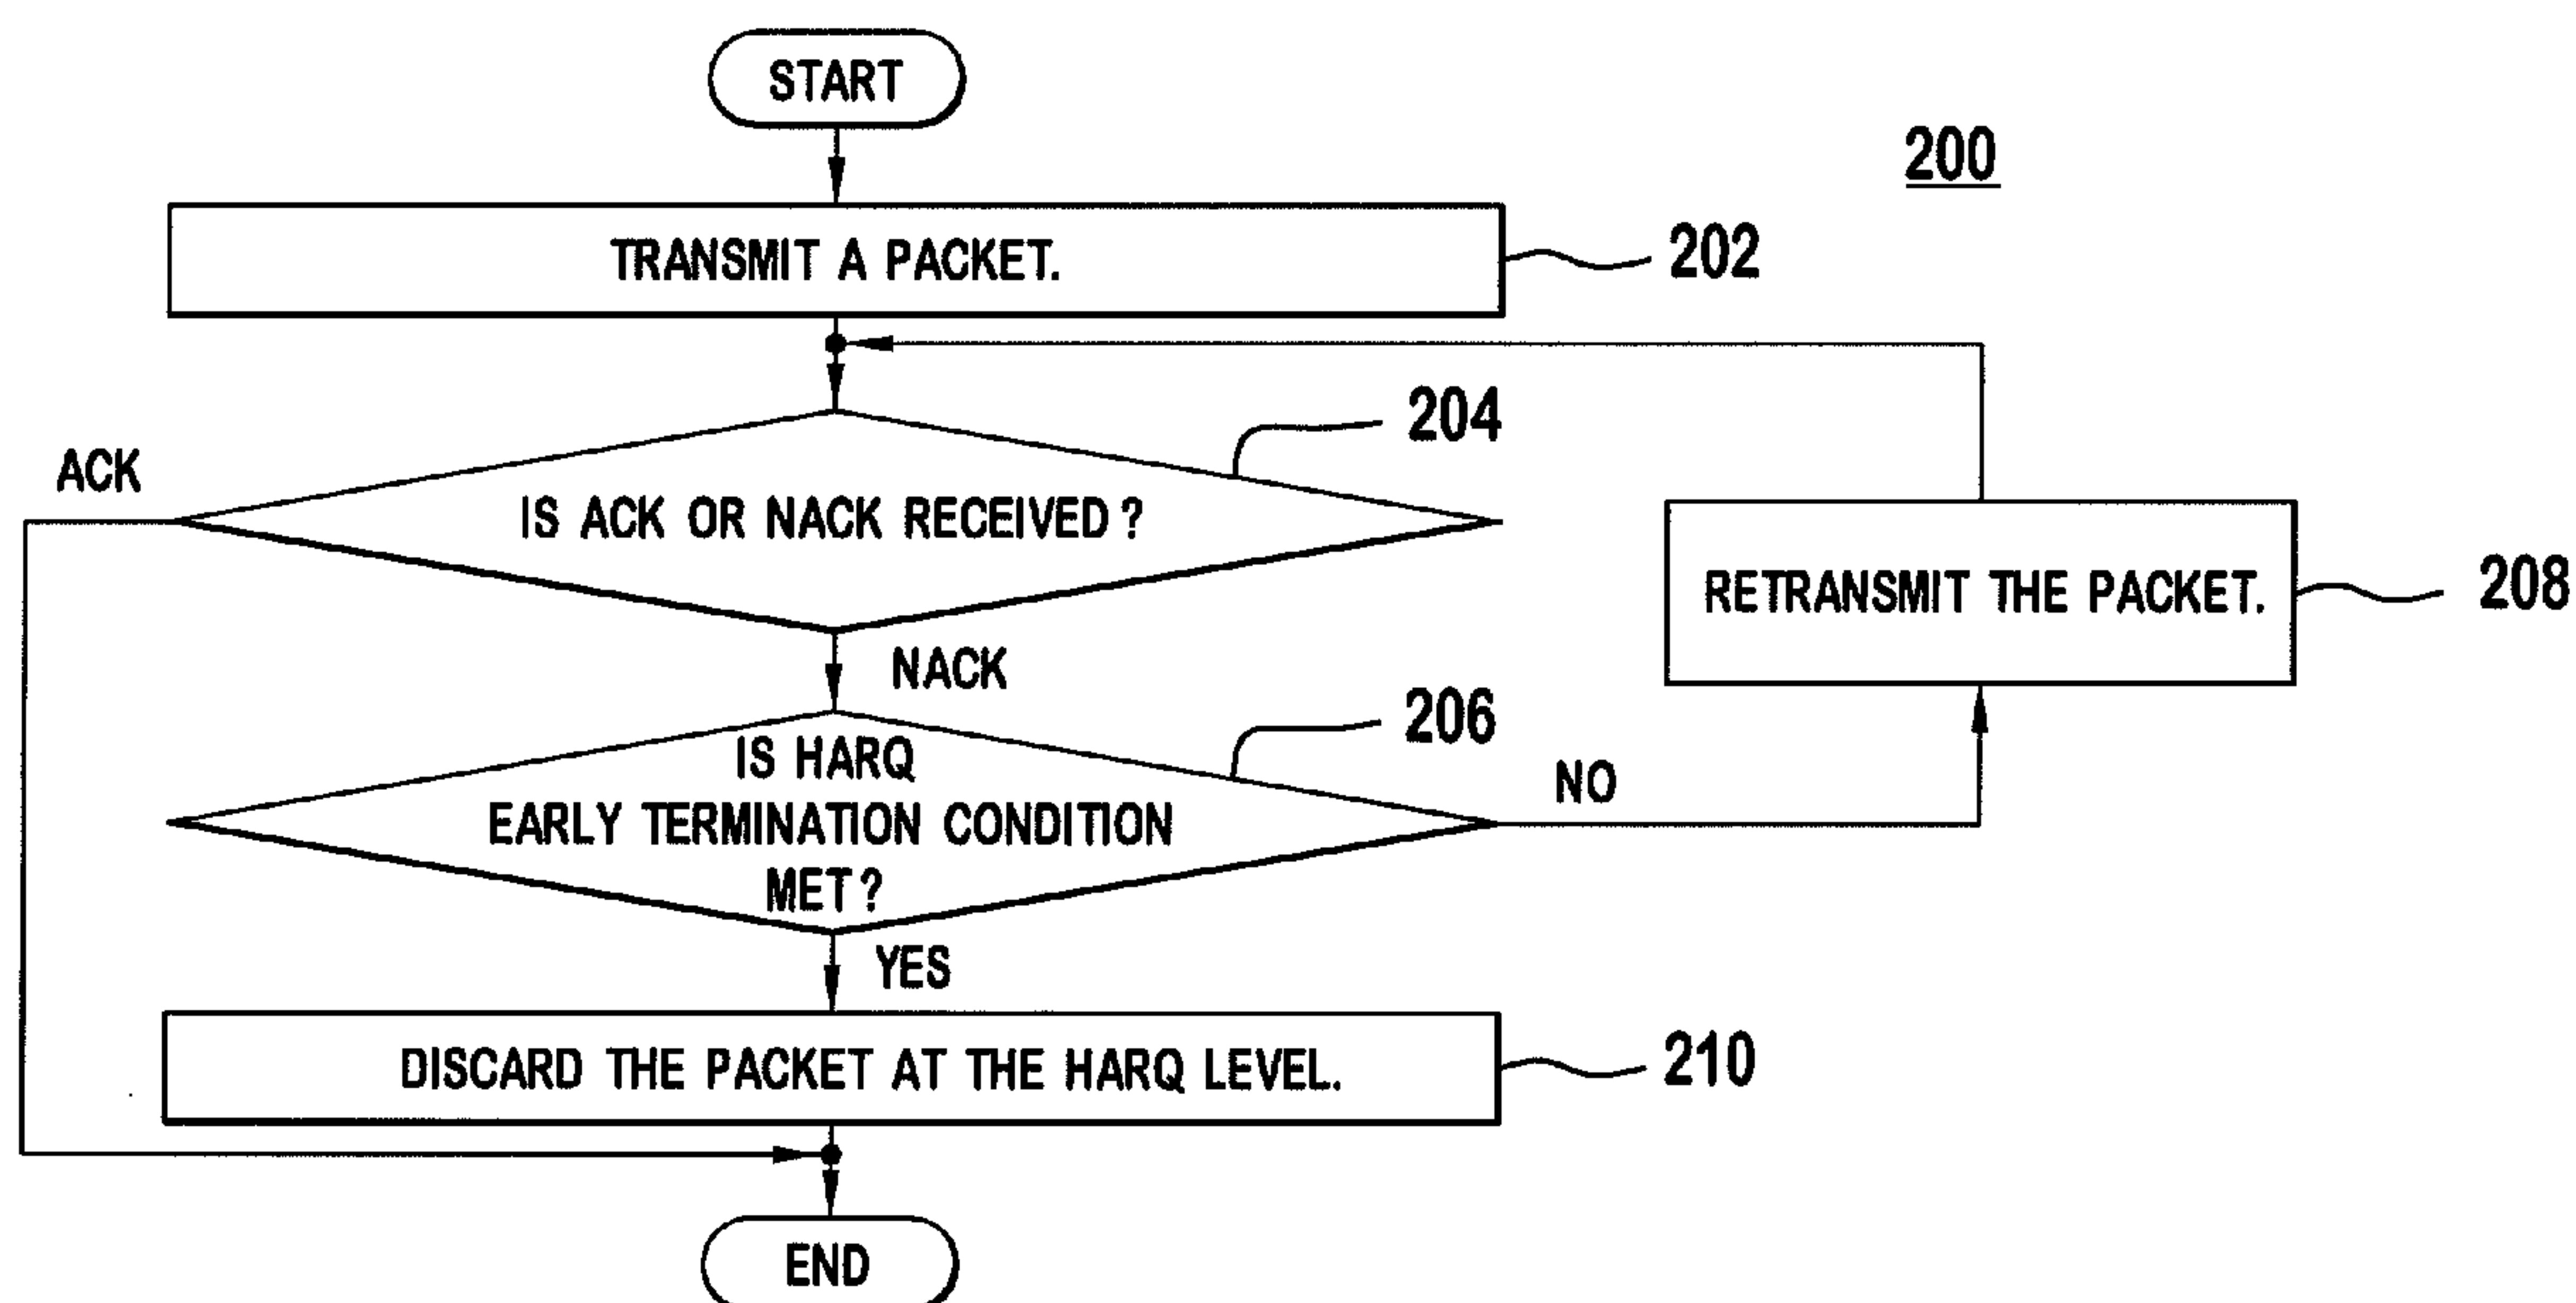 START
200
TRANSMIT A PACKET.
202
204
ACK
IS ACK OR NACK RECEIVED?
RETRANSMIT THE PACKET.
208
NACK
206
IS HARQ
EARLY TERMINATION CONDITION
MET?
NO
YES
DISCARD THE PACKET AT THE HARQ LEVEL.
210
END